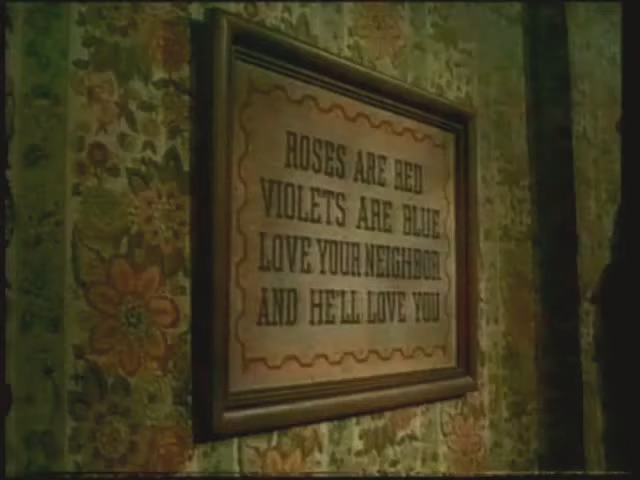 ROSES ARE RED
VIOLETS ARE BLUE
LOVE YOUR NEIGHBOR
AND HE'LL LOVE YOU